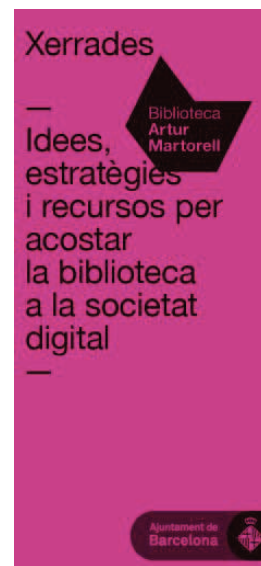 Xerrades
—
Biblioteca
Artur
Martorell
Idees,
estratègies
i recursos per
acostar
la biblioteca
a la societat
digital
—
Ajuntament de
Barcelona